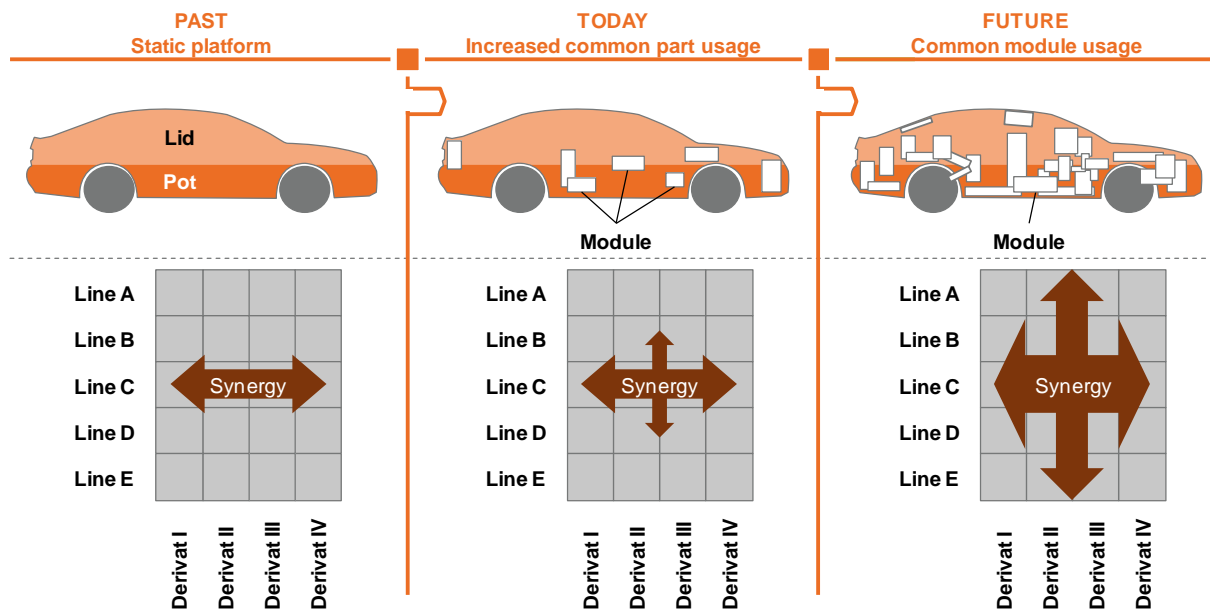 PAST
Static platform
TODAY
Increased common part usage
FUTURE
Common module usage
Lid
Pot
Module
Module
Line A
Line B
Line C
Line D
Line E
Synergy
Derivat I
Derivat II
Derivat III
Derivat IV
Line A
Line B
Line C
Line D
Line E
Synergy
Derivat I
Derivat II
Derivat III
Derivat IV
Line A
Line B
Line C
Line D
Line E
Synergy
Derivat I
Derivat II
Derivat III
Derivat IV